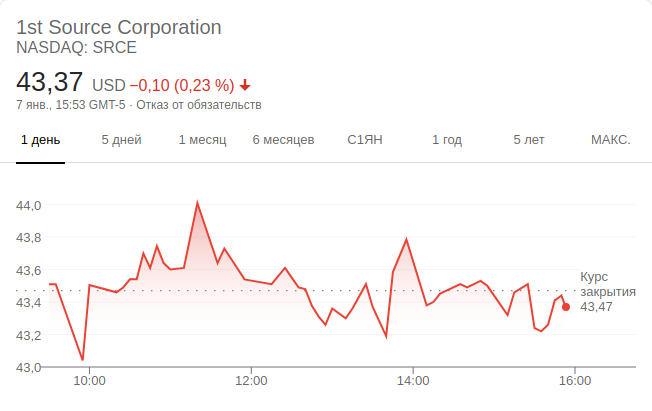 1st Source Corporation
NASDAQ: SRCE
43,37 USD −0,10 (0,23 %)
7 янв., 15:53 GMT-5 · Отказ от обязательств
1 день 5 дней 1 месяц 6 месяцев С1ЯН 1 год 5 лет МАКС.
44,0
43,8
43,6
43,4
43,2
43,0
Курс
закрытия
43,47
10:00 12:00 14:00 16:00